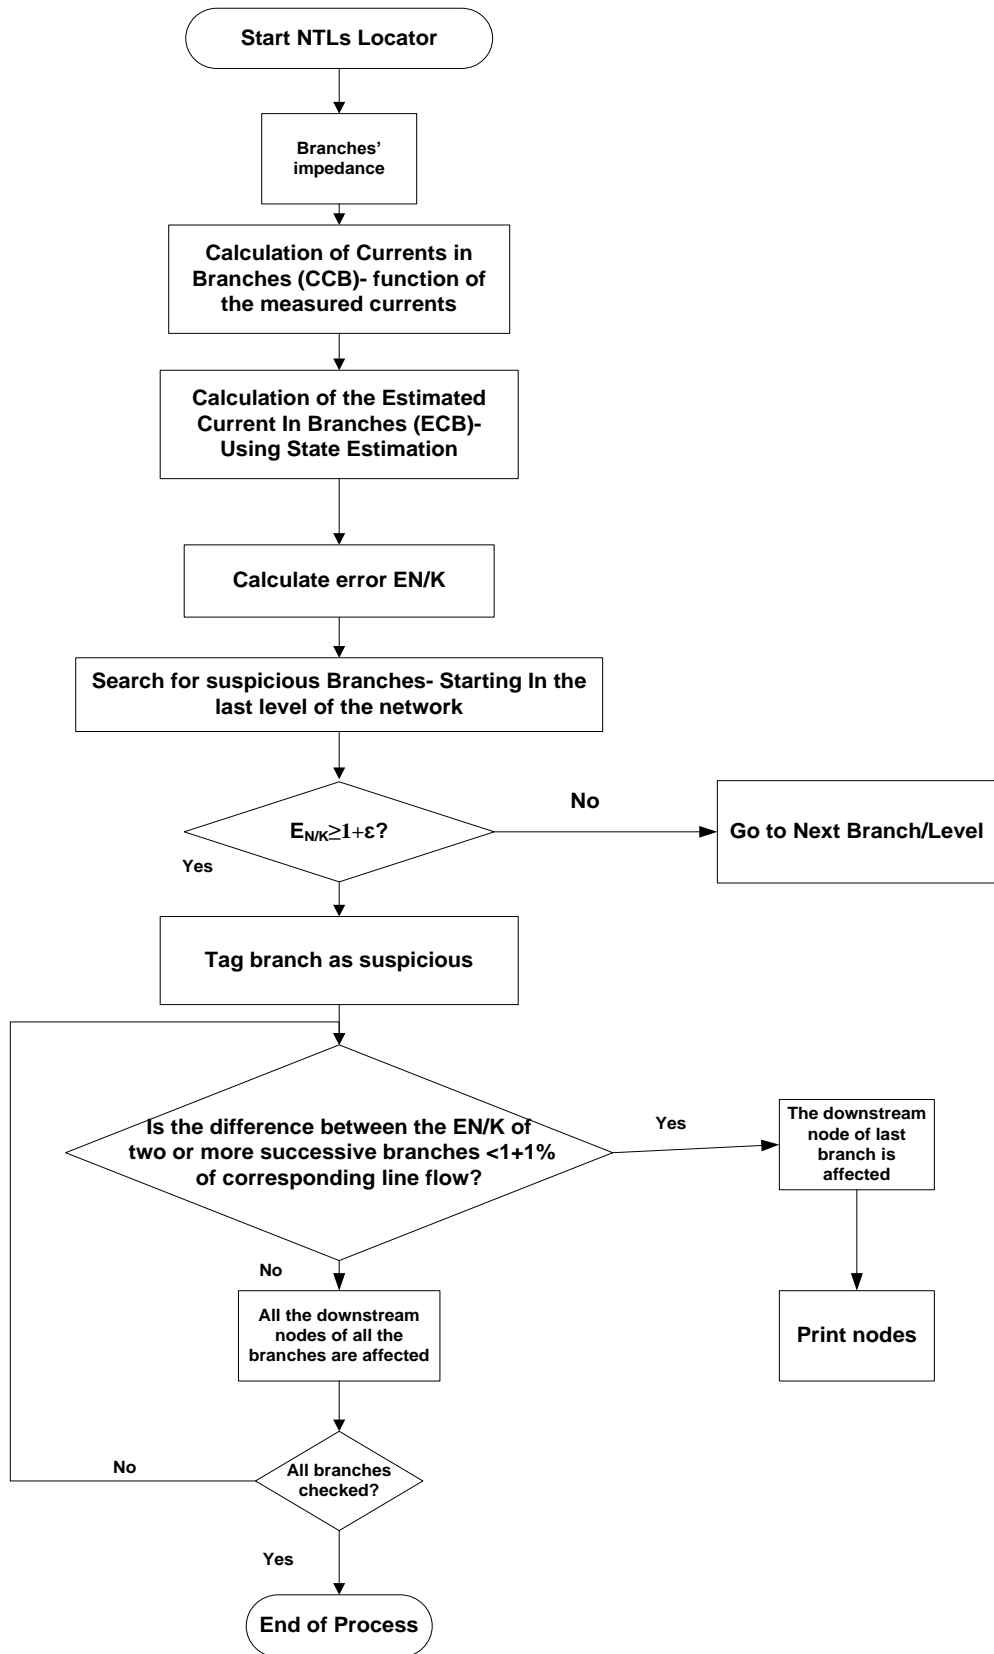 Start NTLs Locator
Branches’
impedance
Calculation of Currents in
Branches (CCB)- function of
the measured currents
Calculation of the Estimated
Current In Branches (ECB)-
Using State Estimation
Calculate error EN/K
Search for suspicious Branches- Starting In the
last level of the network
E_N/K≥1+ε?
No
Go to Next Branch/Level
Yes
Tag branch as suspicious
Is the difference between the EN/K of
two or more successive branches <1+1%
of corresponding line flow?
Yes
The downstream
node of last
branch is
affected
No
All the downstream
nodes of all the
branches are affected
Print nodes
No
All branches
checked?
Yes
End of Process